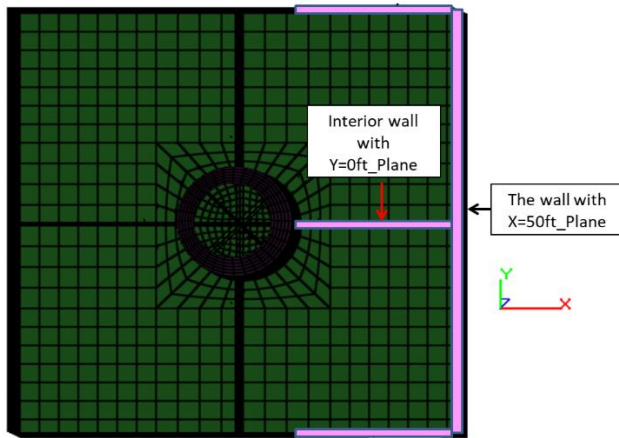 Interior wall
with
Y=0ft_Plane
The wall with
X=50ft_Plane
Y
Z
X